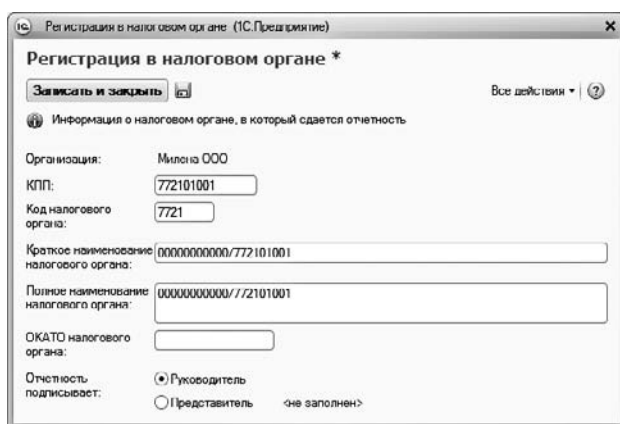 Регистрация в налоговом органе (1С.Предприятие)
Регистрация в налоговом органе *
Записать и закрыть
Все действия
Информация о налоговом органе, в который сдается отчетность
Организация: Милена ООО
КПП: 772101001
Код налогового органа: 7721
Краткое наименование налогового органа: 00000000000/772101001
Полное наименование налогового органа: 00000000000/772101001
ОКАТО налогового органа:
Отчетность подписывает: Руководитель
Представитель <не заполнен>